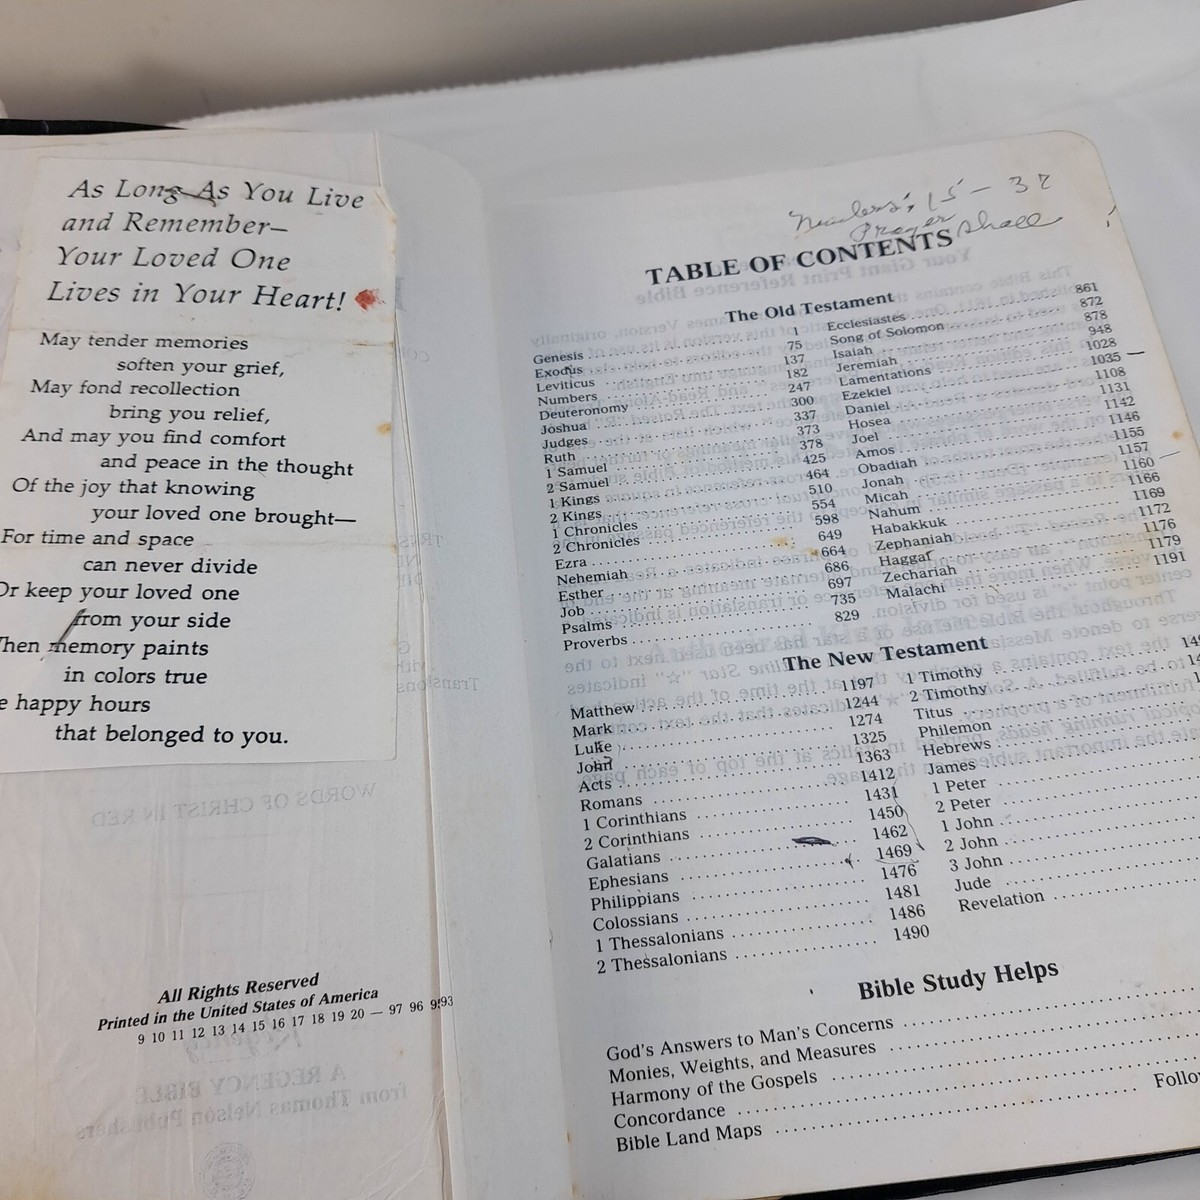 As Long As You Live
and Remember—
Your Loved One
Lives in Your Heart!
May tender memories
soften your grief,
May fond recollection
bring you relief,
And may you find comfort
and peace in the thought
Of the joy that knowing
your loved one brought—
For time and space
can never divide
Or keep your loved one
from your side
When memory paints
in colors true
e happy hours
that belonged to you.
All Rights Reserved
Printed in the United States of America
9 10 11 12 13 14 15 16 17 18 19 20 — 97 96 95 93
15 - 37
Prayer Shall
TABLE OF CONTENTS
The Old Testament
Genesis 1
Exodus 75
Leviticus 137
Numbers 182
Deuteronomy 247
Joshua 300
Judges 337
Ruth 373
1 Samuel 378
2 Samuel 425
1 Kings 464
2 Kings 510
1 Chronicles 554
2 Chronicles 598
Ezra 649
Nehemiah 664
Esther 686
Job 697
Psalms 735
Proverbs 829
Ecclesiastes 861
Song of Solomon 872
Isaiah 878
Jeremiah 948
Lamentations 1028
Ezekiel 1035
Daniel 1108
Hosea 1131
Joel 1142
Amos 1146
Obadiah 1155
Jonah 1157
Micah 1160
Nahum 1166
Habakkuk 1169
Zephaniah 1172
Haggai 1176
Zechariah 1179
Malachi 1191
The New Testament
Matthew 1197
Mark 1244
Luke 1274
John 1325
Acts 1363
Romans 1412
1 Corinthians 1431
2 Corinthians 1450
Galatians 1462
Ephesians 1469
Philippians 1476
Colossians 1481
1 Thessalonians 1486
2 Thessalonians 1490
1 Timothy
2 Timothy
Titus
Philemon
Hebrews
James
1 Peter
2 Peter
1 John
2 John
3 John
Jude
Revelation
Bible Study Helps
God's Answers to Man's Concerns
Monies, Weights, and Measures
Harmony of the Gospels
Concordance
Bible Land Maps
Follo